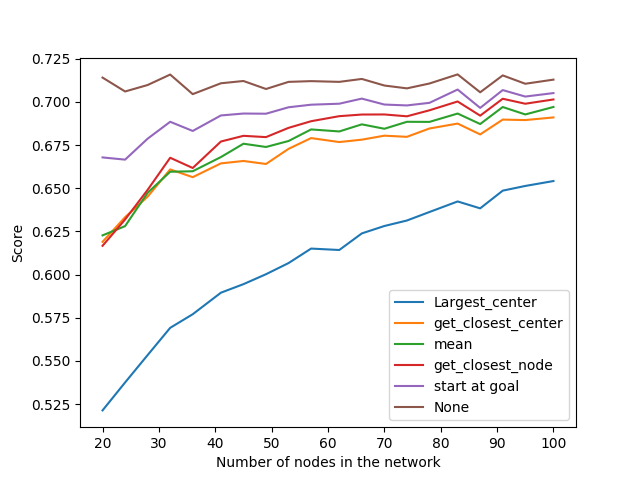 0.725
0.700
0.675
0.650
0.625
0.600
0.575
0.550
0.525
Score
20
30
40
50
60
70
80
90
100
Number of nodes in the network
Largest_center
get_closest_center
mean
get_closest_node
start at goal
None